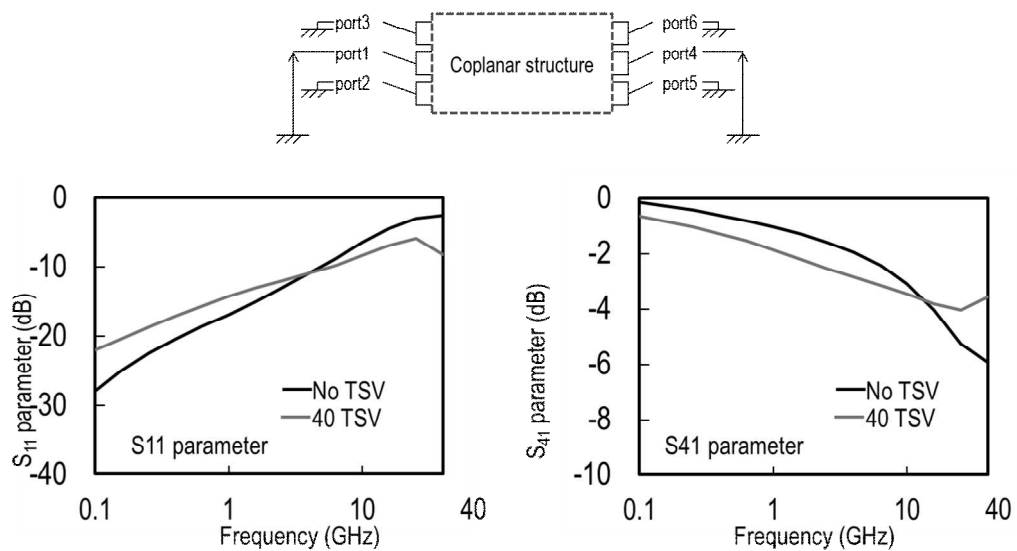 port3
port6
port1
port4
Coplanar structure
port2
port5
0
-10
-20
-30
-40
S11 parameter (dB)
No TSV
40 TSV
S11 parameter
0.1
1
10
40
Frequency (GHz)
0
-2
-4
-6
-8
-10
S41 parameter (dB)
No TSV
40 TSV
S41 parameter
0.1
1
10
40
Frequency (GHz)